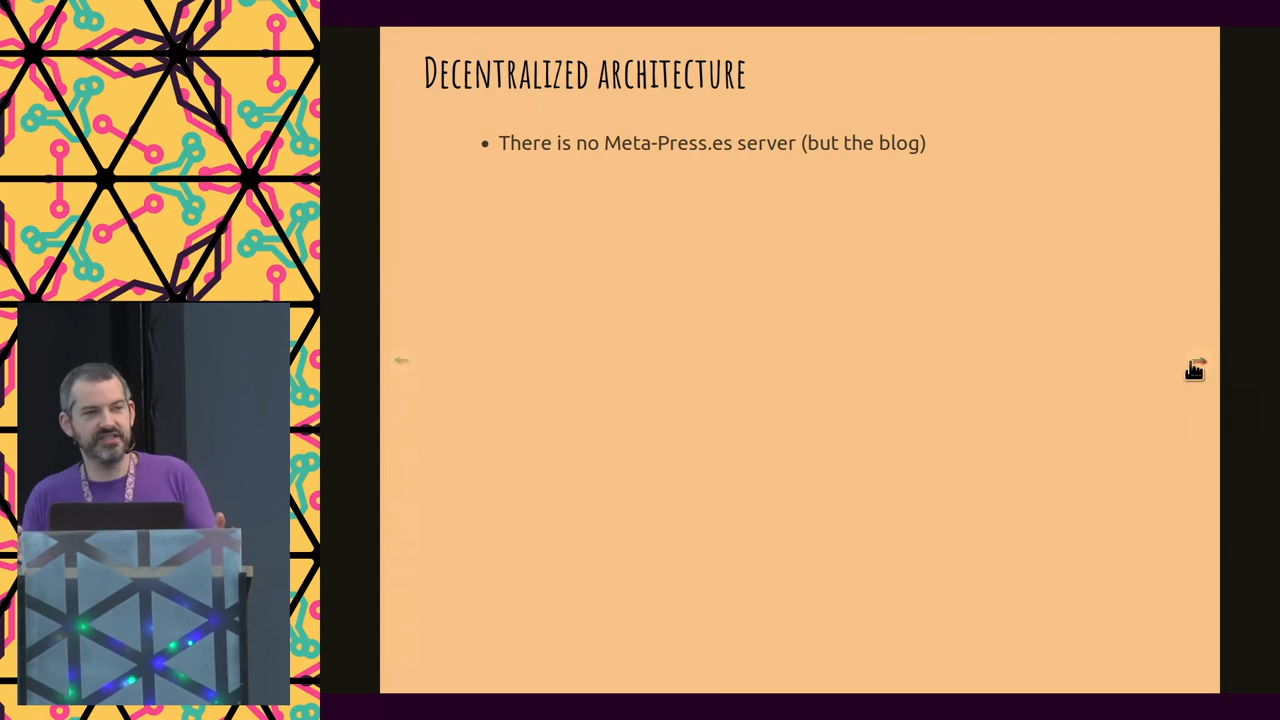 Decentralized architecture
• There is no Meta-Press.es server (but the blog)